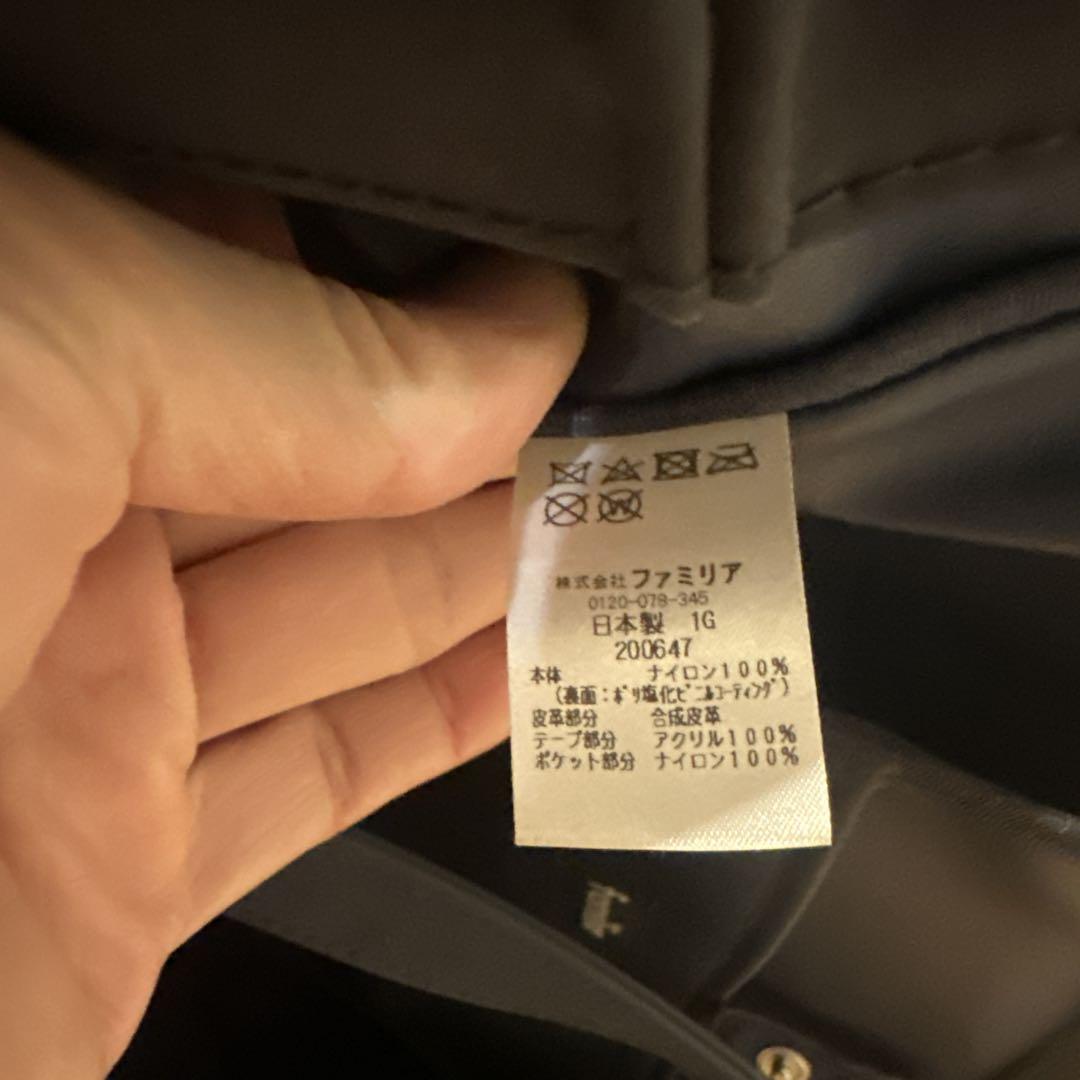 株式会社ファミリア
0120-078-345
日本製 1G
200647
本体 ナイロン100%
(裏面:ポリ塩化ビニルコーティング)
皮革部分 合成皮革
テープ部分 アクリル100%
ポケット部分 ナイロン100%